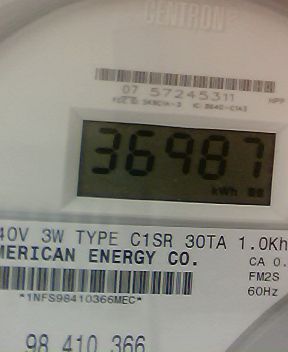 CENTRON
07 57245311
HPP
36987
kWh
40V 3W TYPE C1SR 30TA 1.0Kh
MERICAN ENERGY CO.
CA 0.
FM2S
60Hz
*1NFS98410366MEC*
98 410 366